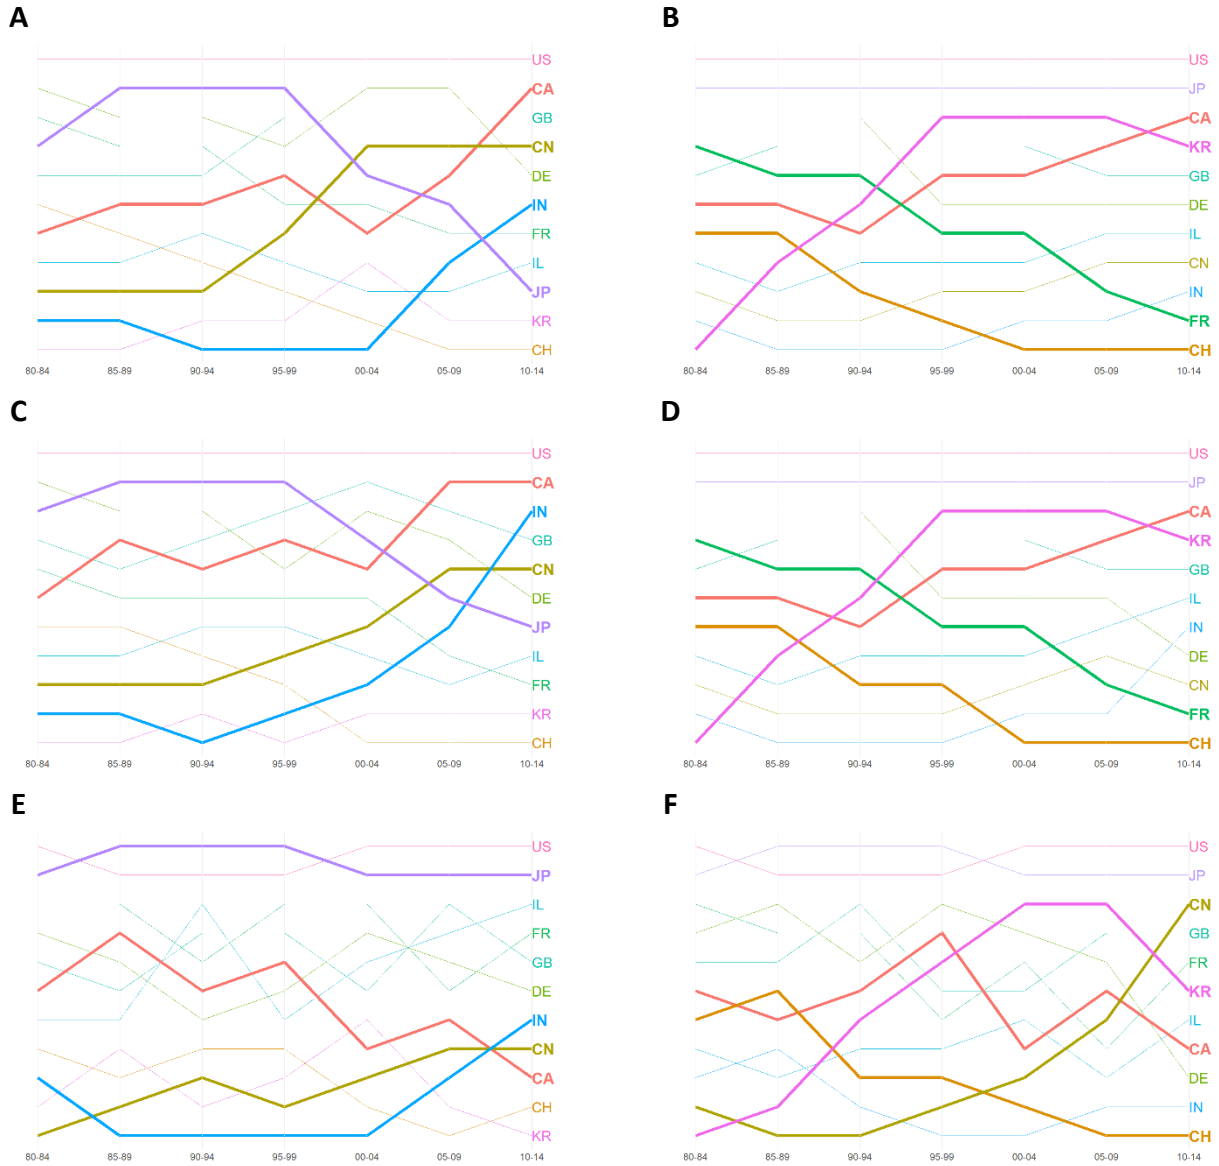 A
US
CA
GB
CN
DE
IN
FR
IL
JP
KR
CH
80-84 85-89 90-94 95-99 00-04 05-09 10-14
B
US
JP
CA
KR
GB
DE
IL
CN
IN
FR
CH
80-84 85-89 90-94 95-99 00-04 05-09 10-14
C
US
CA
IN
GB
CN
DE
JP
IL
FR
KR
CH
80-84 85-89 90-94 95-99 00-04 05-09 10-14
D
US
JP
CA
KR
GB
IL
IN
DE
CN
FR
CH
80-84 85-89 90-94 95-99 00-04 05-09 10-14
E
US
JP
IL
FR
GB
DE
IN
CN
CA
CH
KR
80-84 85-89 90-94 95-99 00-04 05-09 10-14
F
US
JP
CN
GB
FR
KR
IL
CA
DE
IN
CH
80-84 85-89 90-94 95-99 00-04 05-09 10-14